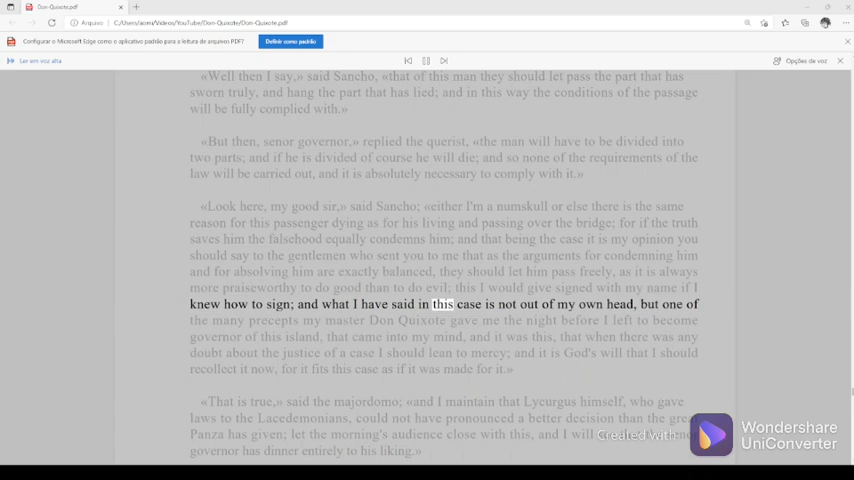 Don-Quixote.pdf
Arquivo | C:/Users/acerx/Videos/YouTube/Don-Quixote/Don-Quixote.pdf
Configurar o Microsoft Edge como o aplicativo padrão para a leitura de arquivos PDF? Definir como padrão
Ler em voz alta Opções de voz
«Well then I say,» said Sancho, «that of this man they should let pass the part that has
sworn truly, and hang the part that has lied; and in this way the conditions of the passage
will be fully complied with.»
«But then, senor governor,» replied the querist, «the man will have to be divided into
two parts; and if he is divided of course he will die; and so none of the requirements of the
law will be carried out, and it is absolutely necessary to comply with it.»
«Look here, my good sir,» said Sancho; «either I'm a numskull or else there is the same
reason for this passenger dying as for his living and passing over the bridge; for if the truth
saves him the falsehood equally condemns him; and that being the case it is my opinion you
should say to the gentlemen who sent you to me that as the arguments for condemning him
and for absolving him are exactly balanced, they should let him pass freely, as it is always
more praiseworthy to do good than to do evil; this I would give signed with my name if I
knew how to sign; and what I have said in this case is not out of my own head, but one of
the many precepts my master Don Quixote gave me the night before I left to become
governor of this island, that came into my mind, and it was this, that when there was any
doubt about the justice of a case I should lean to mercy; and it is God's will that I should
recollect it now, for it fits this case as if it was made for it.»
«That is true,» said the majordomo; «and I maintain that Lycurgus himself, who gave
laws to the Lacedemonians, could not have pronounced a better decision than the great
Panza has given; let the morning's audience close with this, and I will
governor has dinner entirely to his liking.»
Created with
Wondershare
UniConverter